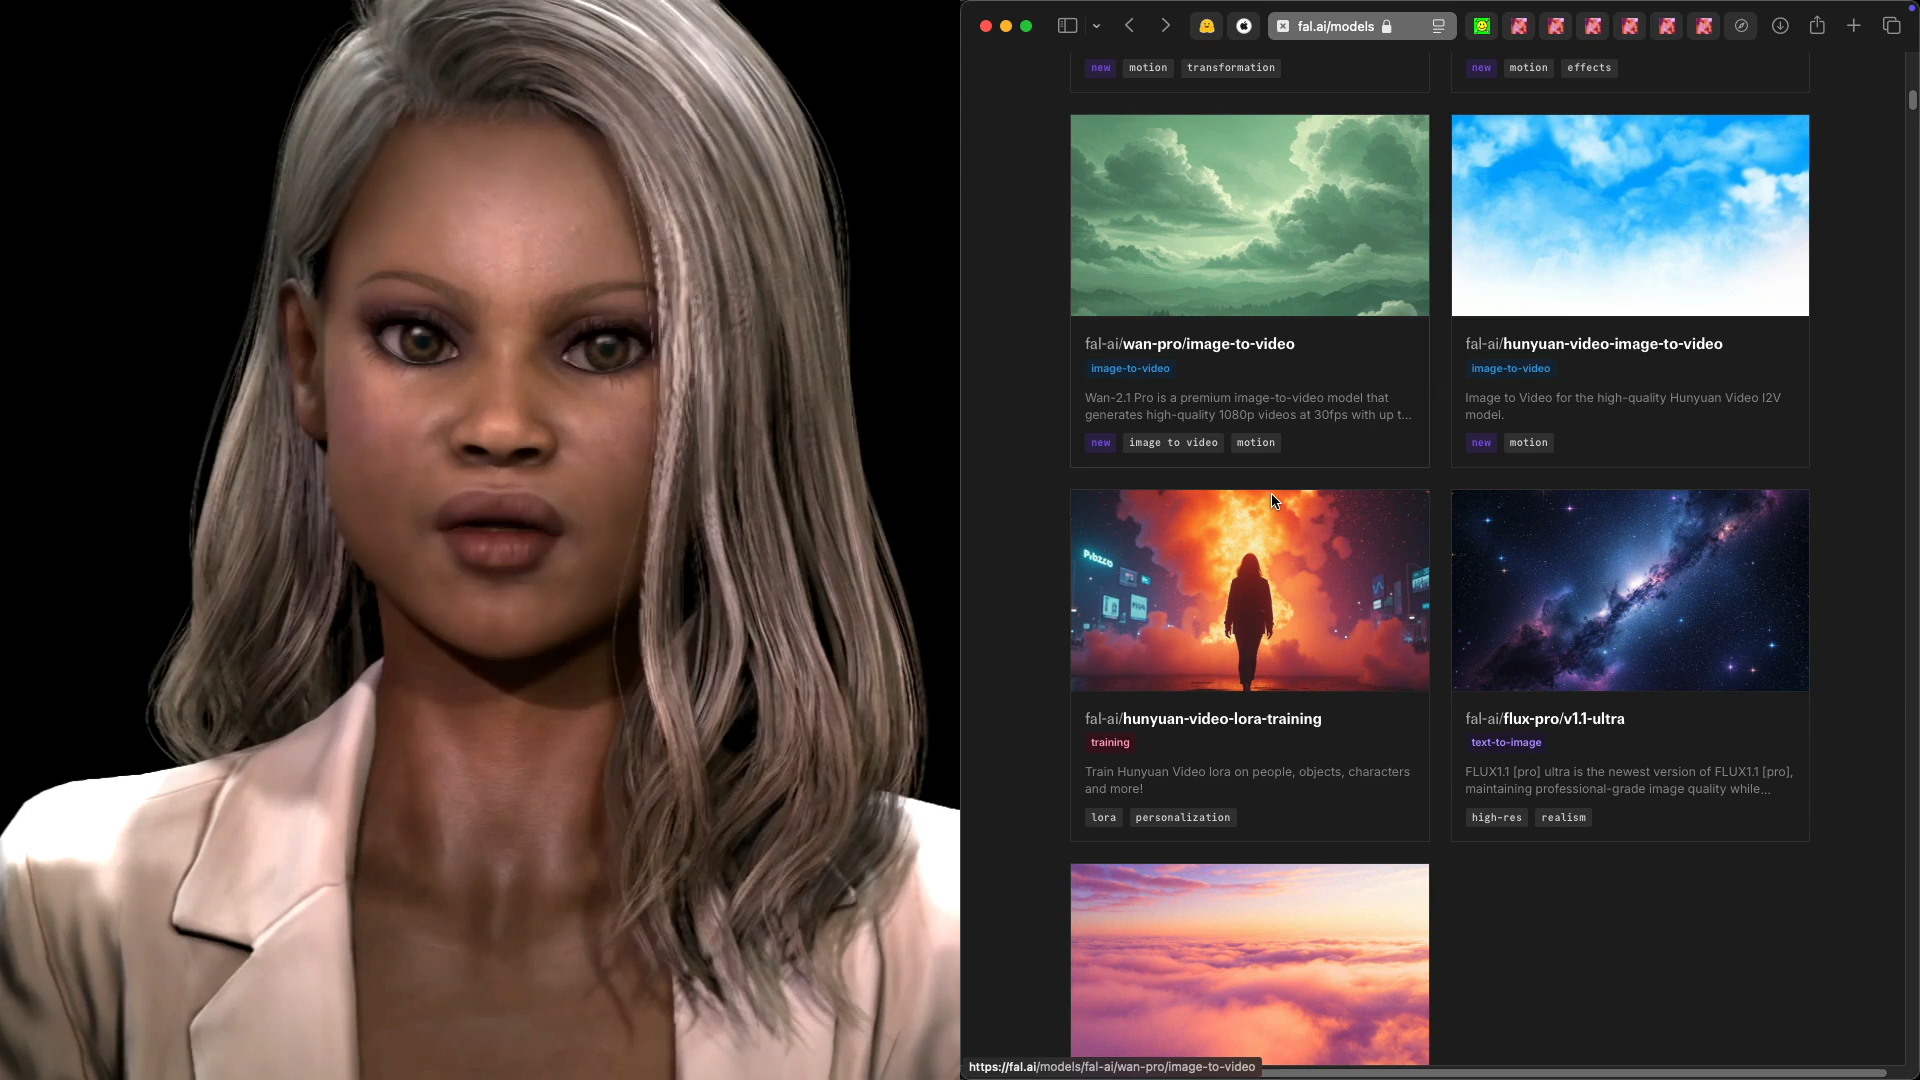 fal.ai/models
new motion transformation
new motion effects
fal-ai/wan-pro/image-to-video
image-to-video
Wan-2.1 Pro is a premium image-to-video model that
generates high-quality 1080p videos at 30fps with up t...
new image to video motion
fal-ai/hunyuan-video-image-to-video
image-to-video
Image to Video for the high-quality Hunyuan Video I2V
model.
new motion
fal-ai/hunyuan-video-lora-training
training
Train Hunyuan Video lora on people, objects, characters
and more!
lora personalization
fal-ai/flux-pro/v1.1-ultra
text-to-image
FLUX1.1 [pro] ultra is the newest version of FLUX1.1 [pro],
maintaining professional-grade image quality while...
high-res realism
https://fal.ai/models/fal-ai/wan-pro/image-to-video